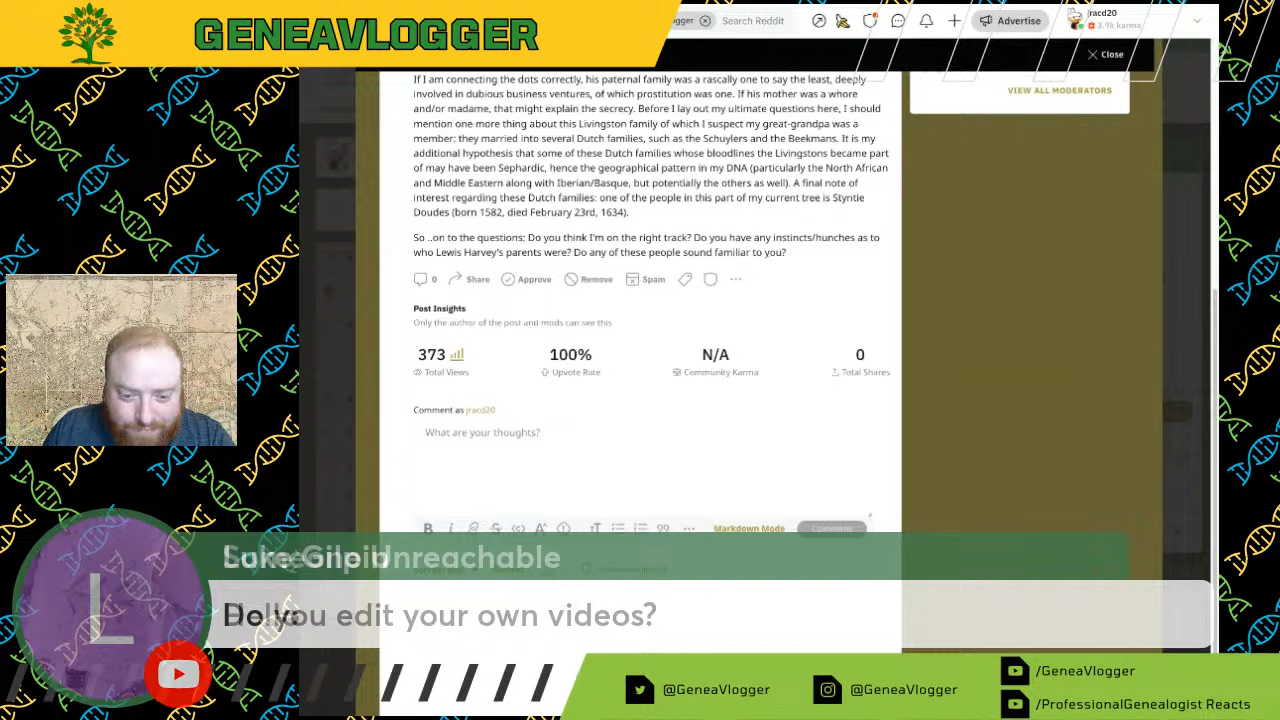 GENEAVLOGGER
gger
Search Reddit
Advertise
jracd20
3.9k karma
Close
If I am connecting the dots correctly, his paternal family was a rascally one to say the least, deeply
involved in dubious business ventures, of which prostitution was one. If his mother was a whore
and/or madame, that might explain the secrecy. Before I lay out my ultimate questions here, I should
mention one more thing about this Livingston family of which I suspect my great-grandpa was a
member: they married into several Dutch families, such as the Schuylers and the Beekmans. It is my
additional hypothesis that some of these Dutch families whose bloodlines the Livingstons became part
of may have been Sephardic, hence the geographical pattern in my DNA (particularly the North African
and Middle Eastern along with Iberian/Basque, but potentially the others as well). A final note of
interest regarding these Dutch families: one of the people in this part of my current tree is Styntie
Doudes (born 1582, died February 23rd, 1634).
So ..on to the questions: Do you think I'm on the right track? Do you have any instincts/hunches as to
who Lewis Harvey's parents were? Do any of these people sound familiar to you?
VIEW ALL MODERATORS
0 Share Approve Remove Spam ...
Post Insights
Only the author of the post and mods can see this
373 100% N/A 0
Total Views Upvote Rate Community Karma Total Shares
Comment as jracd20
What are your thoughts?
Markdown Mode Comment
Luke Gilpin
Unreachable
L
Do you edit your own videos?
@GeneaVlogger
@GeneaVlogger
/GeneaVlogger
/ProfessionalGenealogist Reacts